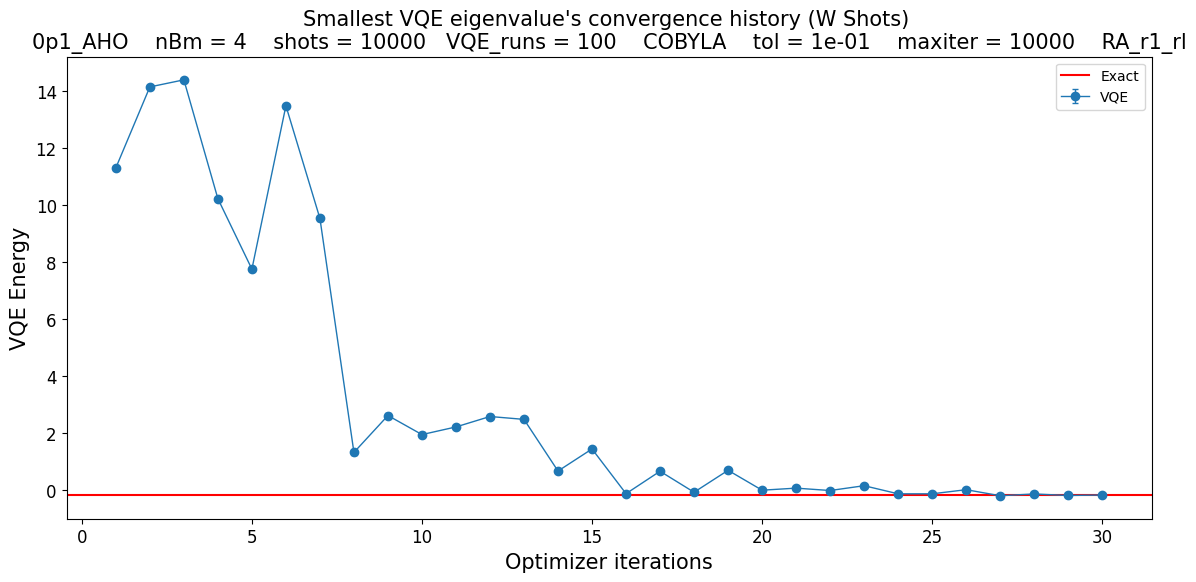 Smallest VQE eigenvalue's convergence history (W Shots)
0p1_AHO nBm = 4 shots = 10000 VQE_runs = 100 COBYLA tol = 1e-01 maxiter = 10000 RA_r1_rl
Exact
VQE
14
12
10
8
6
4
2
0
VQE Energy
0 5 10 15 20 25 30
Optimizer iterations